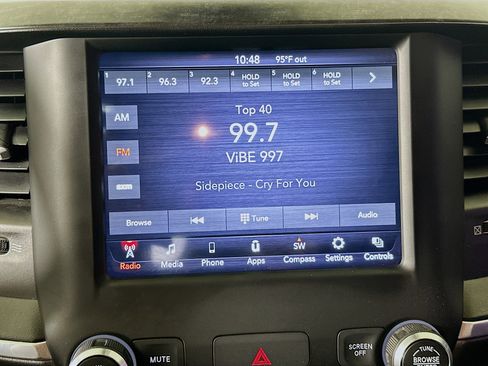 10:48 95°F out
1 97.1 2 96.3 3 92.3 4 HOLD to Set 5 HOLD to Set 6 HOLD to Set
AM
Top 40
99.7
FM
ViBE 997
sxm
Sidepiece - Cry For You
Browse Tune Audio
SW
Radio Media Phone Apps Compass Settings Controls
MUTE
SCREEN OFF
TUNE
BROWSE